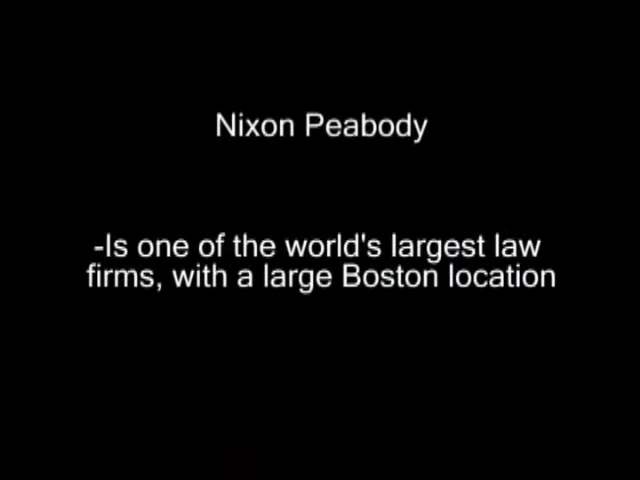 Nixon Peabody
-Is one of the world's largest law
firms, with a large Boston location